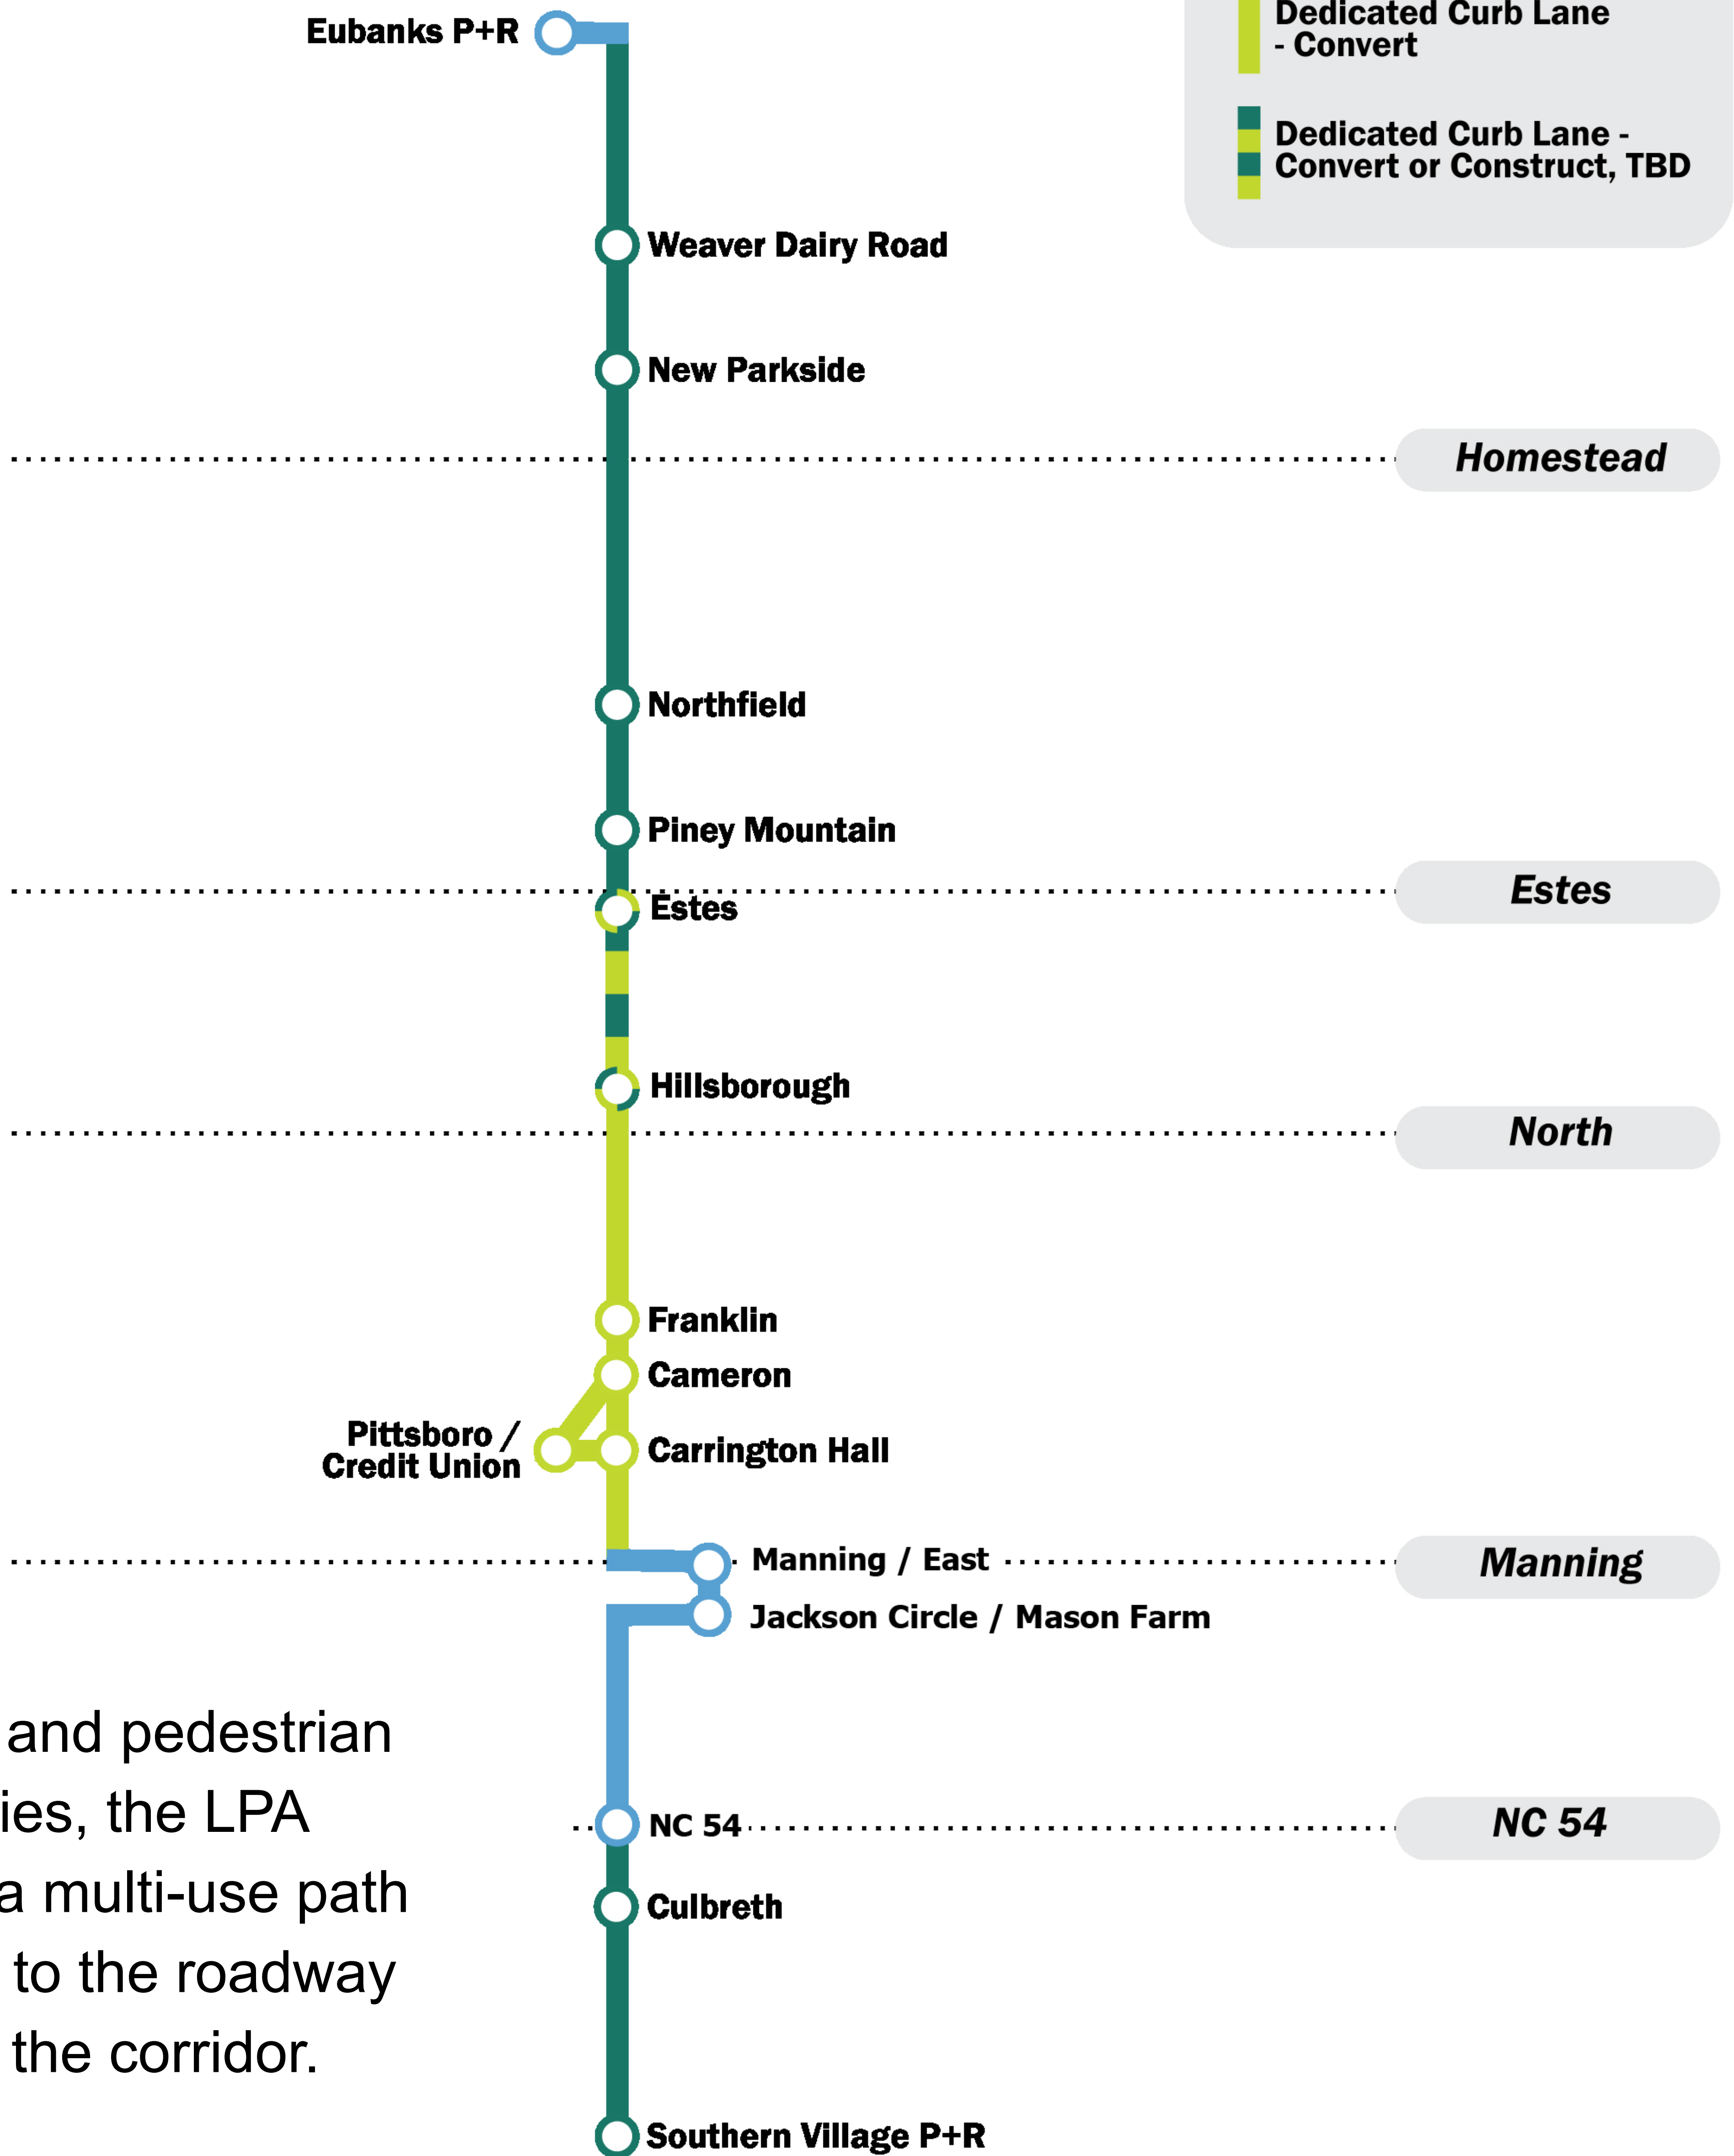 Eubanks P+R
Dedicated Curb Lane
- Convert
Dedicated Curb Lane -
Convert or Construct, TBD
Weaver Dairy Road
New Parkside
Homestead
Northfield
Piney Mountain
Estes
Estes
Hillsborough
North
Franklin
Cameron
Pittsboro /
Credit Union
Carrington Hall
Manning / East
Manning
Jackson Circle / Mason Farm
and pedestrian
ies, the LPA
a multi-use path
to the roadway
the corridor.
NC 54
NC 54
Culbreth
Southern Village P+R